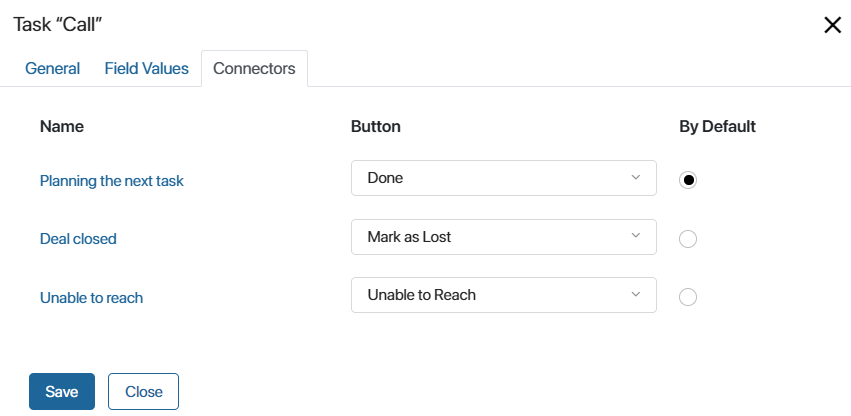 Task “Call”
General Field Values Connectors
Name Button By Default
Planning the next task Done
Deal closed Mark as Lost
Unable to reach Unable to Reach
Save Close